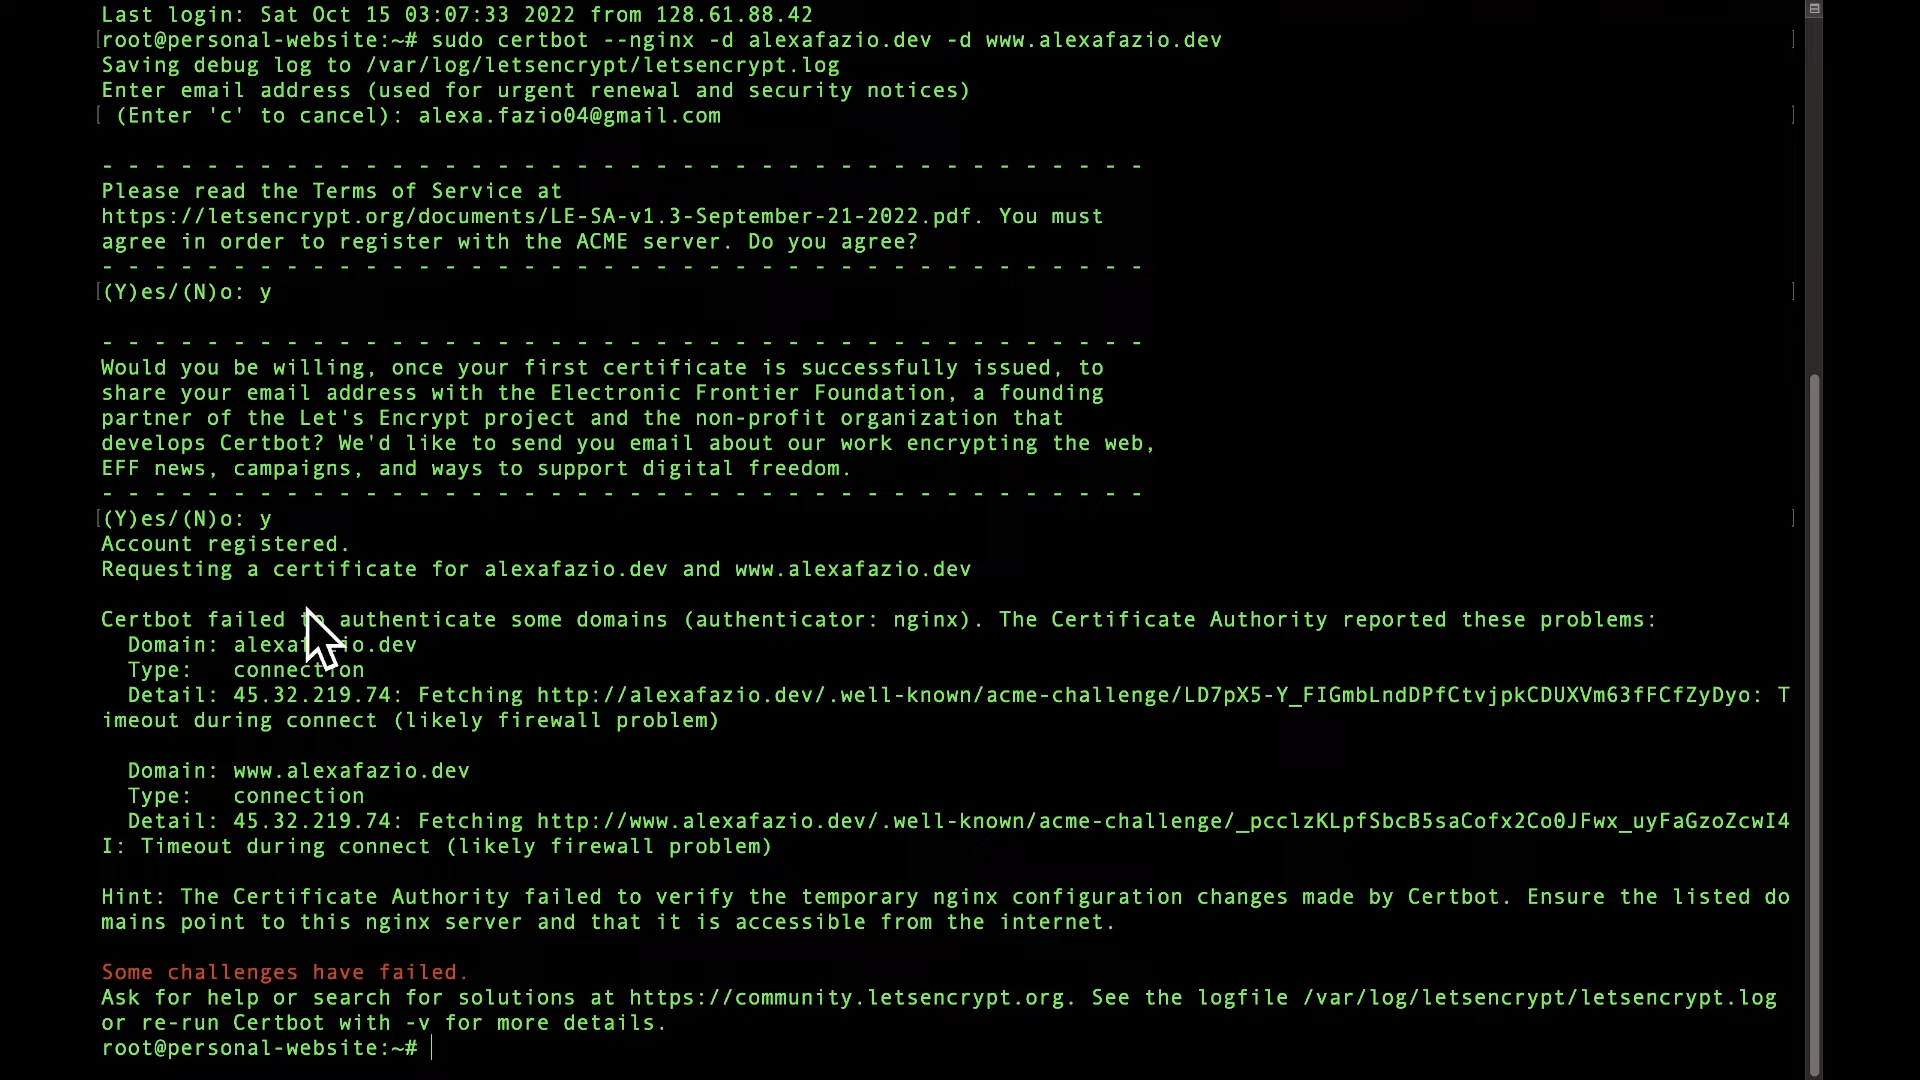 Last login: Sat Oct 15 03:07:33 2022 from 128.61.88.42
[root@personal-website:~# sudo certbot --nginx -d alexafazio.dev -d www.alexafazio.dev ]
Saving debug log to /var/log/letsencrypt/letsencrypt.log
Enter email address (used for urgent renewal and security notices)
[ (Enter 'c' to cancel): alexa.fazio04@gmail.com ]
- - - - - - - - - - - - - - - - - - - - - - - - - - - - - - - - - - - - - - - -
Please read the Terms of Service at
https://letsencrypt.org/documents/LE-SA-v1.3-September-21-2022.pdf. You must
agree in order to register with the ACME server. Do you agree?
- - - - - - - - - - - - - - - - - - - - - - - - - - - - - - - - - - - - - - - -
[(Y)es/(N)o: y ]
- - - - - - - - - - - - - - - - - - - - - - - - - - - - - - - - - - - - - - - -
Would you be willing, once your first certificate is successfully issued, to
share your email address with the Electronic Frontier Foundation, a founding
partner of the Let's Encrypt project and the non-profit organization that
develops Certbot? We'd like to send you email about our work encrypting the web,
EFF news, campaigns, and ways to support digital freedom.
- - - - - - - - - - - - - - - - - - - - - - - - - - - - - - - - - - - - - - - -
[(Y)es/(N)o: y ]
Account registered.
Requesting a certificate for alexafazio.dev and www.alexafazio.dev
Certbot failed to authenticate some domains (authenticator: nginx). The Certificate Authority reported these problems:
Domain: alexafazio.dev
Type: connection
Detail: 45.32.219.74: Fetching http://alexafazio.dev/.well-known/acme-challenge/LD7pX5-Y_FIGmbLndDPfCtvjpkCDUXVm63fFCfZyDyo: T
imeout during connect (likely firewall problem)
Domain: www.alexafazio.dev
Type: connection
Detail: 45.32.219.74: Fetching http://www.alexafazio.dev/.well-known/acme-challenge/_pcclzKLpfSbcB5saCofx2Co0JFwx_uyFaGzoZcwI4
I: Timeout during connect (likely firewall problem)
Hint: The Certificate Authority failed to verify the temporary nginx configuration changes made by Certbot. Ensure the listed do
mains point to this nginx server and that it is accessible from the internet.
Some challenges have failed.
Ask for help or search for solutions at https://community.letsencrypt.org. See the logfile /var/log/letsencrypt/letsencrypt.log
or re-run Certbot with -v for more details.
root@personal-website:~#